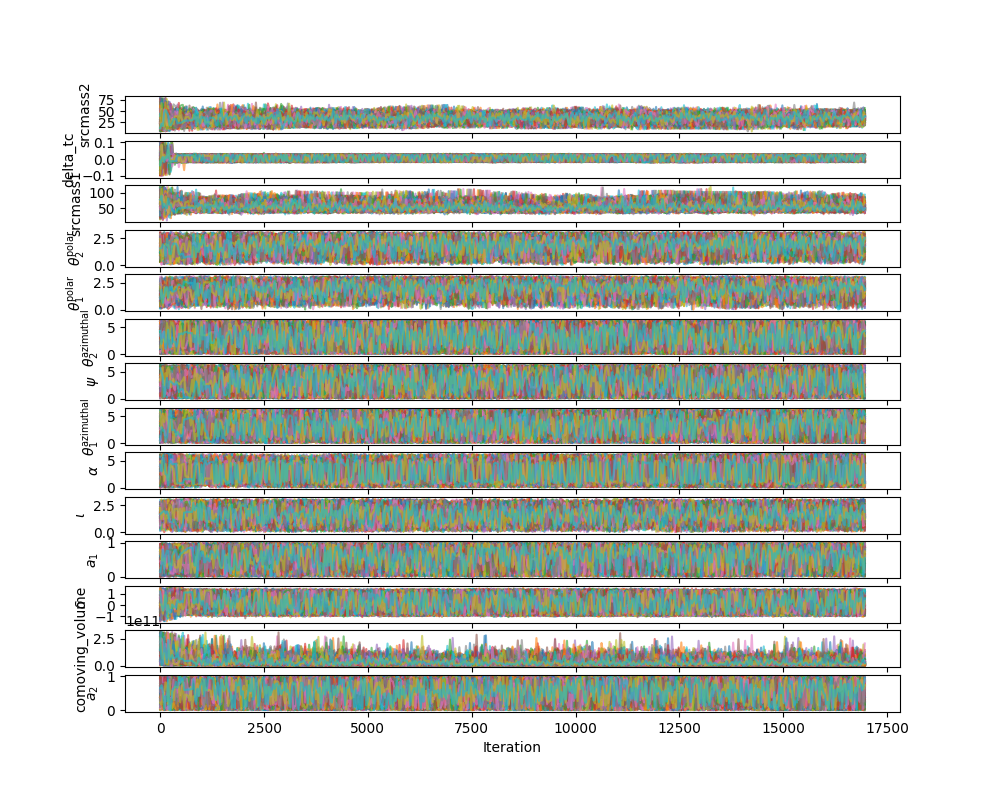 srcmass2
75
50
25
delta_tc
0.1
0.0
−0.1
srcmass1
100
50
θ₂^polar
2.5
0.0
θ₁^polar
2.5
0.0
θ₂^azimuthal
5
0
ψ
5
0
θ₁^azimuthal
5
0
α
5
0
ι
2.5
0.0
a₁
1
0
1
0
−1
1e11
comoving_volume
2.5
0.0
a₂
1
0
0
2500
5000
7500
10000
12500
15000
17500
Iteration